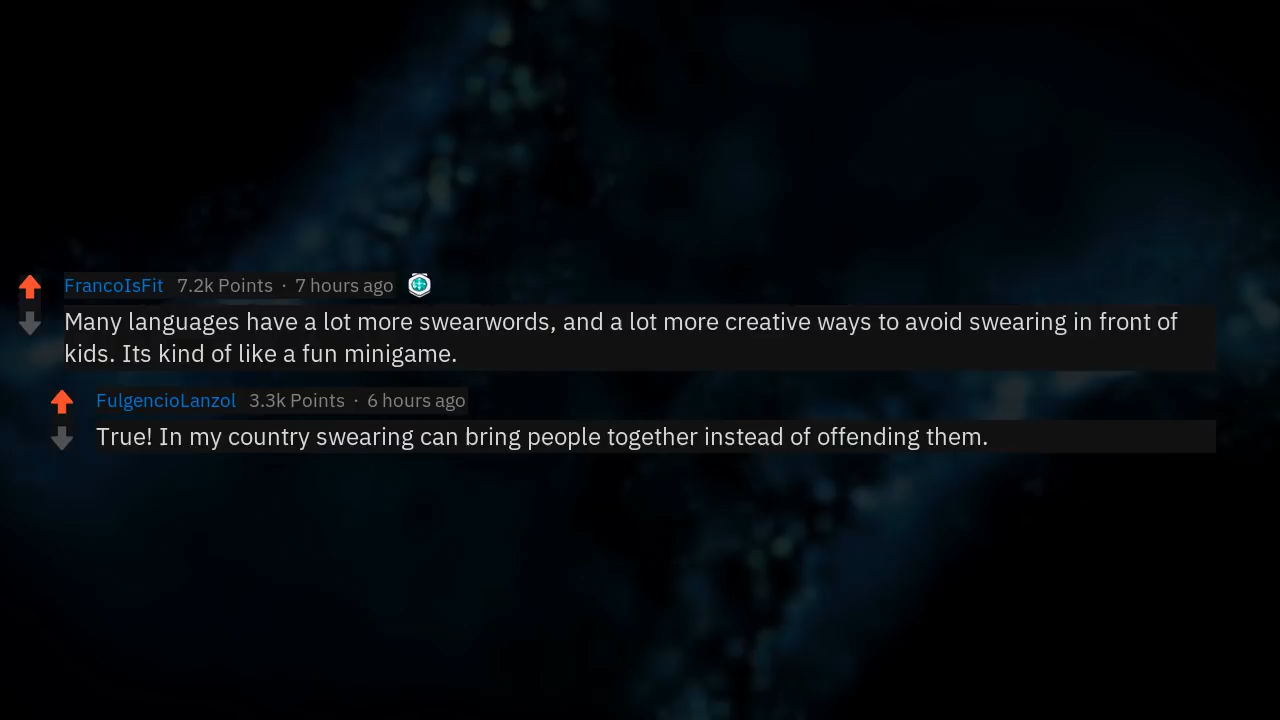 FrancoIsFit 7.2k Points · 7 hours ago
Many languages have a lot more swearwords, and a lot more creative ways to avoid swearing in front of
kids. Its kind of like a fun minigame.
FulgencioLanzol 3.3k Points · 6 hours ago
True! In my country swearing can bring people together instead of offending them.